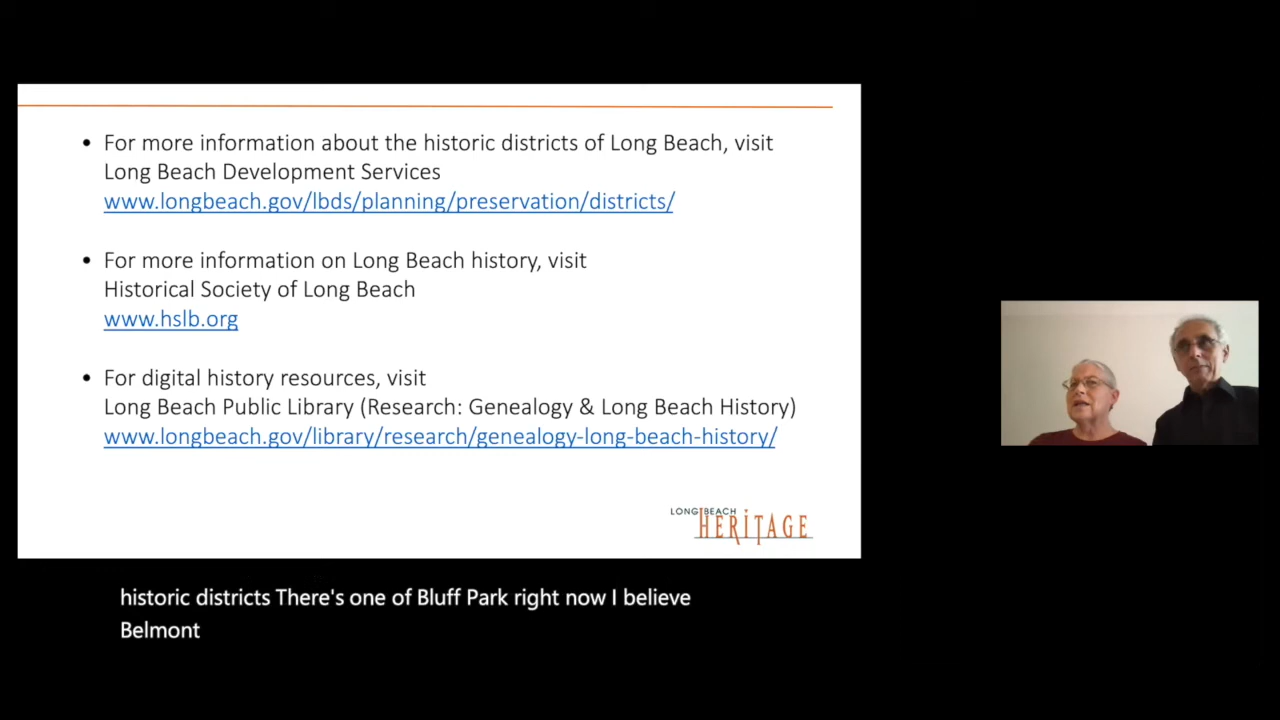 • For more information about the historic districts of Long Beach, visit
Long Beach Development Services
www.longbeach.gov/lbds/planning/preservation/districts/
• For more information on Long Beach history, visit
Historical Society of Long Beach
www.hslb.org
• For digital history resources, visit
Long Beach Public Library (Research: Genealogy & Long Beach History)
www.longbeach.gov/library/research/genealogy-long-beach-history/
LONG BEACH
HERITAGE
historic districts There's one of Bluff Park right now I believe
Belmont